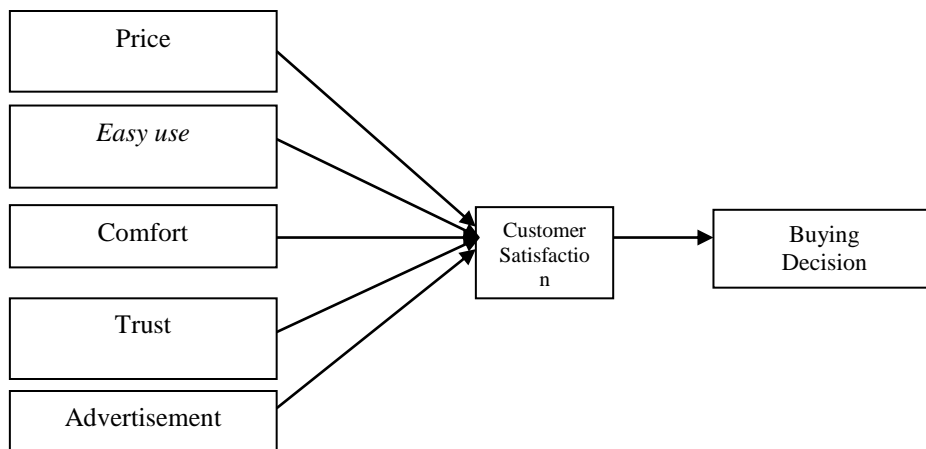 Price
Easy use
Comfort
Trust
Advertisement
Customer
Satisfactio
n
Buying
Decision